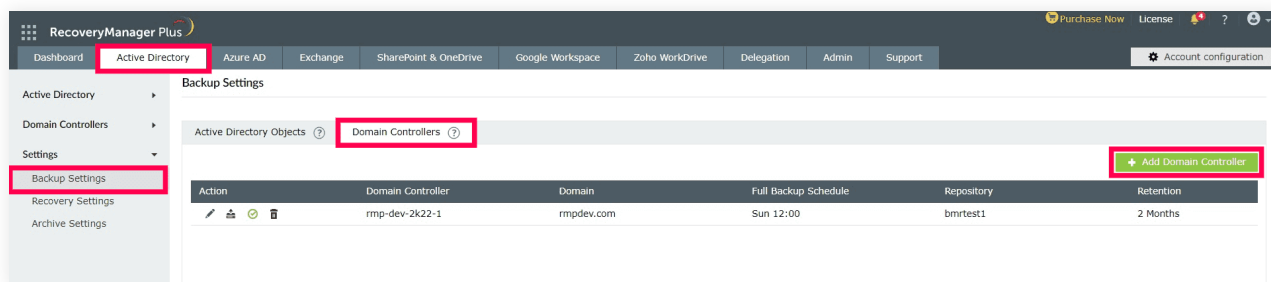 Purchase Now License 4 ?
RecoveryManager Plus
Dashboard Active Directory Azure AD Exchange SharePoint & OneDrive Google Workspace Zoho WorkDrive Delegation Admin Support Account configuration
Active Directory
Domain Controllers
Settings
Backup Settings
Recovery Settings
Archive Settings
Backup Settings
Active Directory Objects ? Domain Controllers ?
+ Add Domain Controller
Action Domain Controller Domain Full Backup Schedule Repository Retention
rmp-dev-2k22-1 rmpdev.com Sun 12:00 bmrtest1 2 Months